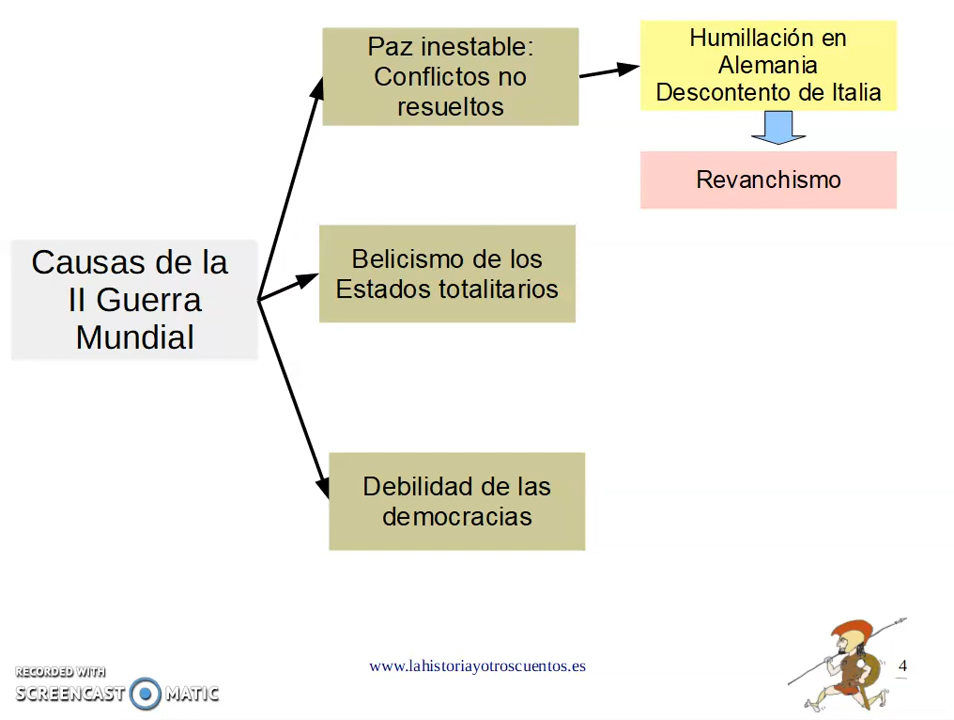 Causas de la
II Guerra
Mundial
Paz inestable:
Conflictos no
resueltos
Humillación en
Alemania
Descontento de Italia
Revanchismo
Belicismo de los
Estados totalitarios
Debilidad de las
democracias
RECORDED WITH
SCREENCAST MATIC
www.lahistoriayotroscuentos.es
4